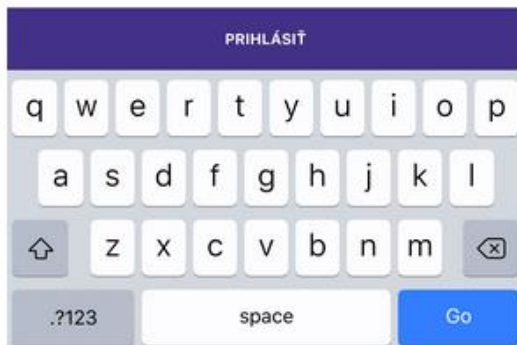 PRIHLÁSIŤ
q w e r t y u i o p
a s d f g h j k l
z x c v b n m
.?123 space Go